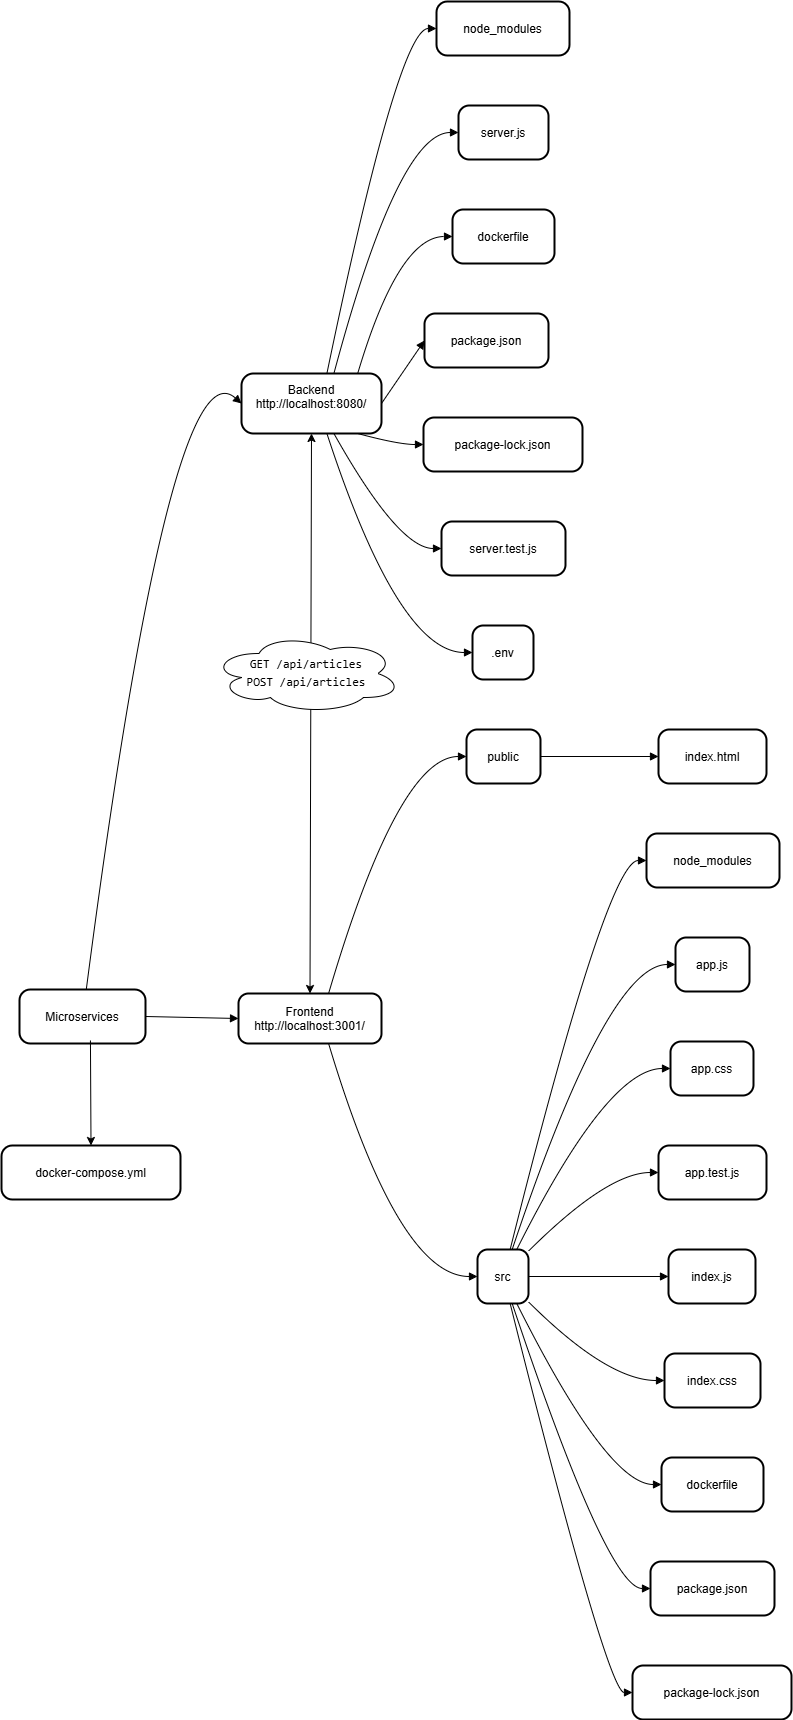 node_modules
server.js
dockerfile
package.json
Backend
http://localhost:8080/
package-lock.json
server.test.js
.env
GET /api/articles
POST /api/articles
public
index.html
node_modules
app.js
Microservices
Frontend
http://localhost:3001/
app.css
docker-compose.yml
app.test.js
src
index.js
index.css
dockerfile
package.json
package-lock.json